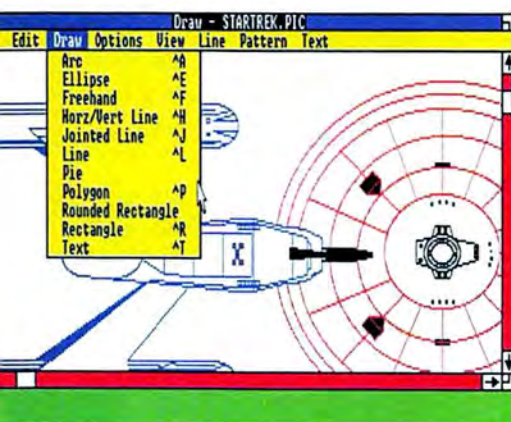 Draw - STARTREK.PIC
Edit Draw Options View Line Pattern Text
Arc ^A
Ellipse ^E
Freehand ^F
Horz/Vert Line ^H
Jointed Line ^J
Line ^L
Pie
Polygon ^P
Rounded Rectangle
Rectangle ^R
Text ^T